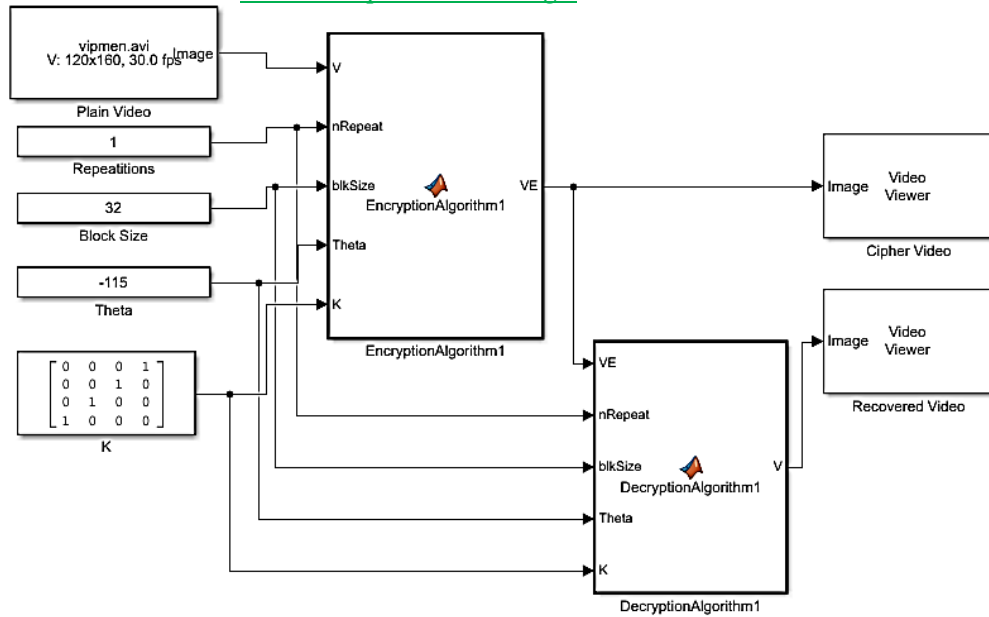 vipmen.avi
V: 120x160, 30.0 fps
Image
Plain Video
1
Repeatitions
32
Block Size
-115
Theta
0 0 0 1
0 0 1 0
0 1 0 0
1 0 0 0
K
V
nRepeat
blkSize
Theta
K
VE
EncryptionAlgorithm1
EncryptionAlgorithm1
VE
nRepeat
blkSize
Theta
K
V
DecryptionAlgorithm1
DecryptionAlgorithm1
Image
Video
Viewer
Cipher Video
Image
Video
Viewer
Recovered Video